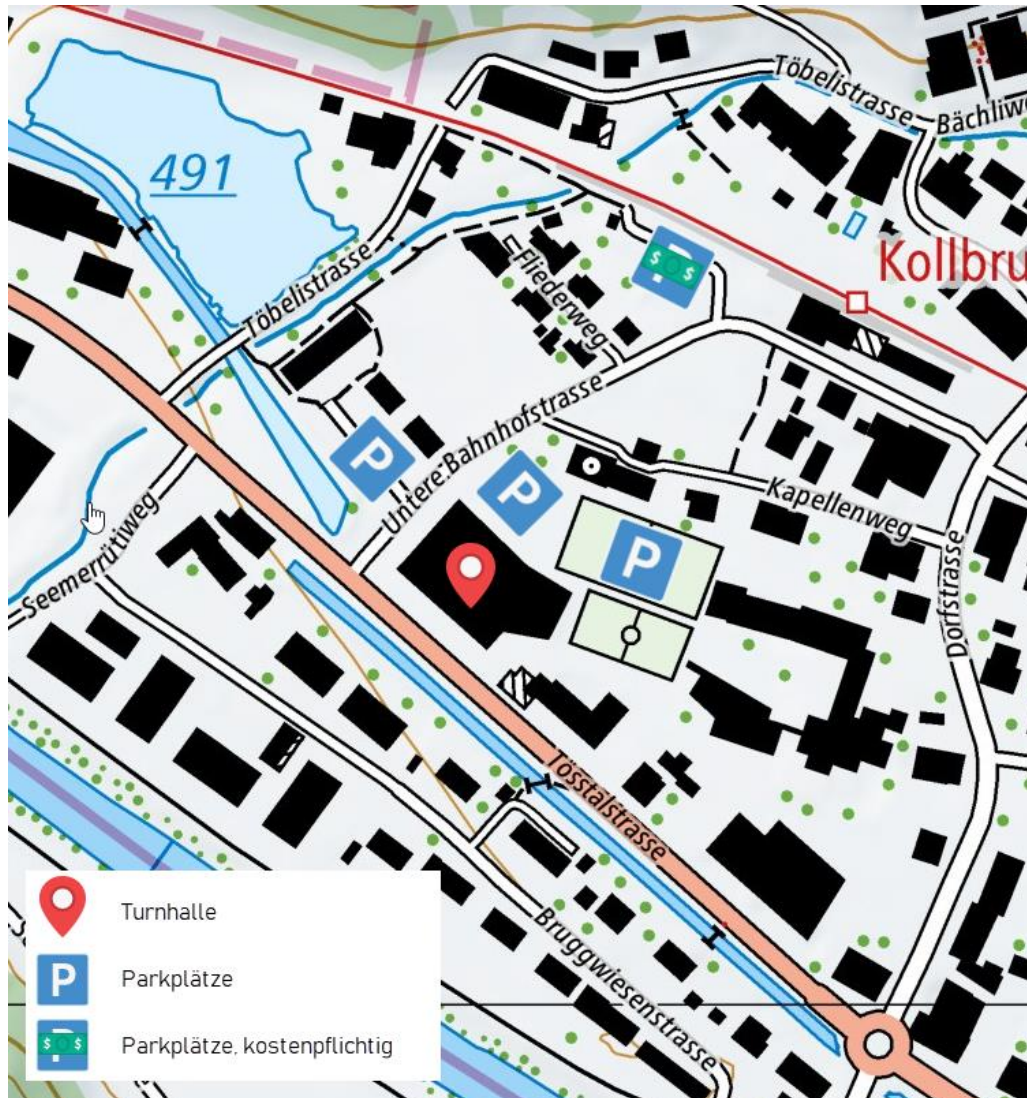 Töbelistrasse
Bächliw
491
Kollbru
Töbelistrasse
Fliederweg
Untere Bahnhofstrasse
P
P
P
Kapellenweg
Seemerrütiweg
Dorfstrasse
Tösstalstrasse
Bruggwiesenstrasse
Turnhalle
P Parkplätze
$ $ Parkplätze, kostenpflichtig